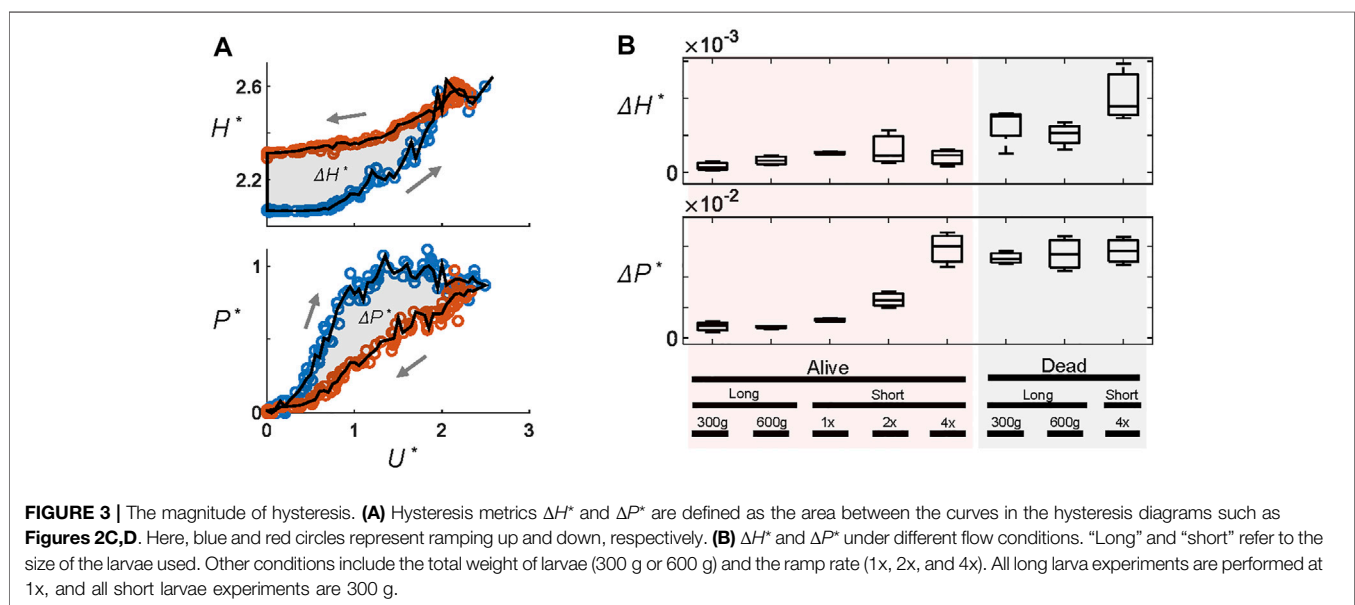 A
2.6
H*
2.2
ΔH*
0
1
2
3
1
P*
ΔP*
0
0
1
2
3
U*
B
×10⁻³
ΔH*
0
×10⁻²
ΔP*
0
Alive
Dead
Long
Short
Long
Short
300g
600g
1x
2x
4x
300g
600g
4x
FIGURE 3 | The magnitude of hysteresis. (A) Hysteresis metrics ΔH* and ΔP* are defined as the area between the curves in the hysteresis diagrams such as
Figures 2C,D. Here, blue and red circles represent ramping up and down, respectively. (B) ΔH* and ΔP* under different flow conditions. “Long” and “short” refer to the
size of the larvae used. Other conditions include the total weight of larvae (300 g or 600 g) and the ramp rate (1x, 2x, and 4x). All long larva experiments are performed at
1x, and all short larvae experiments are 300 g.